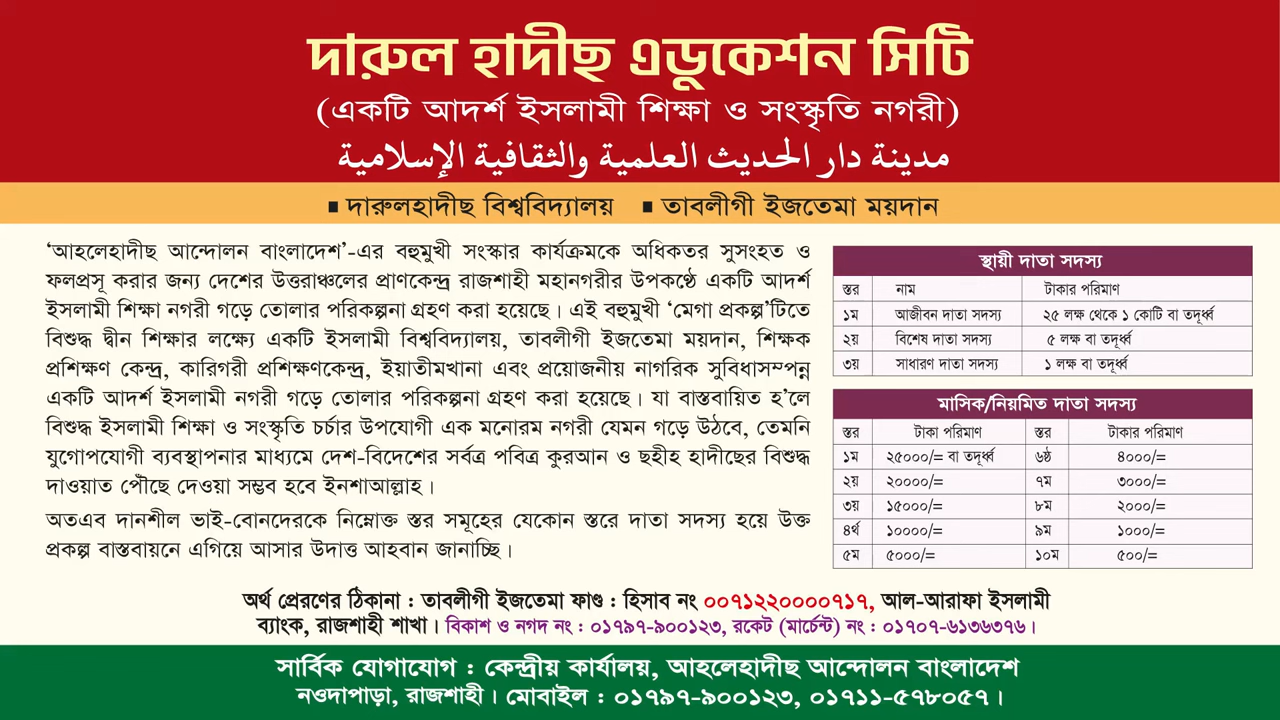 দারুল হাদীছ এডুকেশন সিটি
(একটি আদর্শ ইসলামী শিক্ষা ও সংস্কৃতি নগরী)
مدينة دار الحديث العلمية والثقافية الإسلامية
■ দারুলহাদীছ বিশ্ববিদ্যালয় ■ তাবলীগী ইজতেমা ময়দান
‘আহলেহাদীছ আন্দোলন বাংলাদেশ’-এর বহুমুখী সংস্কার কার্যক্রমকে অধিকতর সুসংহত ও
ফলপ্রসূ করার জন্য দেশের উত্তরাঞ্চলের প্রাণকেন্দ্র রাজশাহী মহানগরীর উপকণ্ঠে একটি আদর্শ
ইসলামী শিক্ষা নগরী গড়ে তোলার পরিকল্পনা গ্রহণ করা হয়েছে। এই বহুমুখী ‘মেগা প্রকল্প’টিতে
বিশুদ্ধ দ্বীন শিক্ষার লক্ষ্যে একটি ইসলামী বিশ্ববিদ্যালয়, তাবলীগী ইজতেমা ময়দান, শিক্ষক
প্রশিক্ষণ কেন্দ্র, কারিগরী প্রশিক্ষণকেন্দ্র, ইয়াতীমখানা এবং প্রয়োজনীয় নাগরিক সুবিধাসম্পন্ন
একটি আদর্শ ইসলামী নগরী গড়ে তোলার পরিকল্পনা গ্রহণ করা হয়েছে। যা বাস্তবায়িত হ’লে
বিশুদ্ধ ইসলামী শিক্ষা ও সংস্কৃতি চর্চার উপযোগী এক মনোরম নগরী যেমন গড়ে উঠবে, তেমনি
যুগোপযোগী ব্যবস্থাপনার মাধ্যমে দেশ-বিদেশের সর্বত্র পবিত্র কুরআন ও ছহীহ হাদীছের বিশুদ্ধ
দাওয়াত পৌঁছে দেওয়া সম্ভব হবে ইনশাআল্লাহ।
অতএব দানশীল ভাই-বোনদেরকে নিম্নোক্ত স্তর সমূহের যেকোন স্তরে দাতা সদস্য হয়ে উক্ত
প্রকল্প বাস্তবায়নে এগিয়ে আসার উদাত্ত আহবান জানাচ্ছি।
স্থায়ী দাতা সদস্য
স্তর নাম টাকার পরিমাণ
১ম আজীবন দাতা সদস্য ২৫ লক্ষ থেকে ১ কোটি বা তদূর্ধ্ব
২য় বিশেষ দাতা সদস্য ৫ লক্ষ বা তদূর্ধ্ব
৩য় সাধারণ দাতা সদস্য ১ লক্ষ বা তদূর্ধ্ব
মাসিক/নিয়মিত দাতা সদস্য
স্তর টাকা পরিমাণ স্তর টাকার পরিমাণ
১ম ২৫০০০/= বা তদূর্ধ্ব ৬ষ্ঠ ৪০০০/=
২য় ২০০০০/= ৭ম ৩০০০/=
৩য় ১৫০০০/= ৮ম ২০০০/=
৪র্থ ১০০০০/= ৯ম ১০০০/=
৫ম ৫০০০/= ১০ম ৫০০/=
অর্থ প্রেরণের ঠিকানা : তাবলীগী ইজতেমা ফাণ্ড : হিসাব নং ০০৭১২২০০০০৭১৭, আল-আরাফা ইসলামী
ব্যাংক, রাজশাহী শাখা। বিকাশ ও নগদ নং : ০১৭৯৭-৯০০১২৩, রকেট (মার্চেন্ট) নং : ০১৭০৭-৬১৩৬৩৭৬।
সার্বিক যোগাযোগ : কেন্দ্রীয় কার্যালয়, আহলেহাদীছ আন্দোলন বাংলাদেশ
নওদাপাড়া, রাজশাহী। মোবাইল : ০১৭৯৭-৯০০১২৩, ০১৭১১-৫৭৮০৫৭।